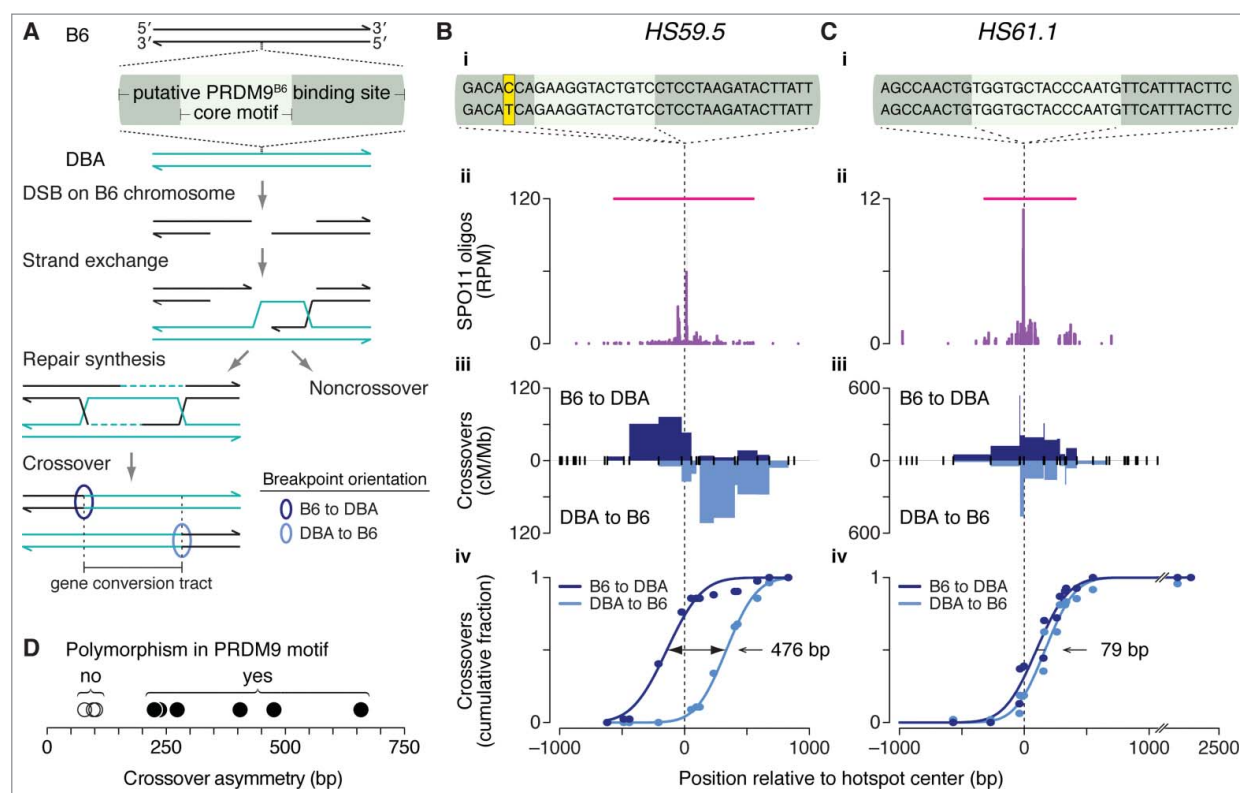 A
B6
5′
3′
3′
5′
putative PRDM9B6 binding site
core motif
DBA
DSB on B6 chromosome
Strand exchange
Repair synthesis
Noncrossover
Crossover
Breakpoint orientation
B6 to DBA
DBA to B6
gene conversion tract
D
Polymorphism in PRDM9 motif
no
yes
0
250
500
750
Crossover asymmetry (bp)
B
HS59.5
i
GACACCAGAAGGTACTGTCCTCCTAAGATACTTATT
GACATCAGAAGGTACTGTCCTCCTAAGATACTTATT
ii
120
0
SPO11 oligos
(RPM)
iii
120
0
120
Crossovers
(cM/Mb)
B6 to DBA
DBA to B6
iv
1
0
Crossovers
(cumulative fraction)
B6 to DBA
DBA to B6
476 bp
−1000
0
1000
C
HS61.1
i
AGCCAACTGTGGTGCTACCCAATGTTCATTTACTTC
AGCCAACTGTGGTGCTACCCAATGTTCATTTACTTC
ii
12
0
iii
600
0
600
B6 to DBA
DBA to B6
iv
1
0
B6 to DBA
DBA to B6
79 bp
−1000
0
1000
2500
Position relative to hotspot center (bp)